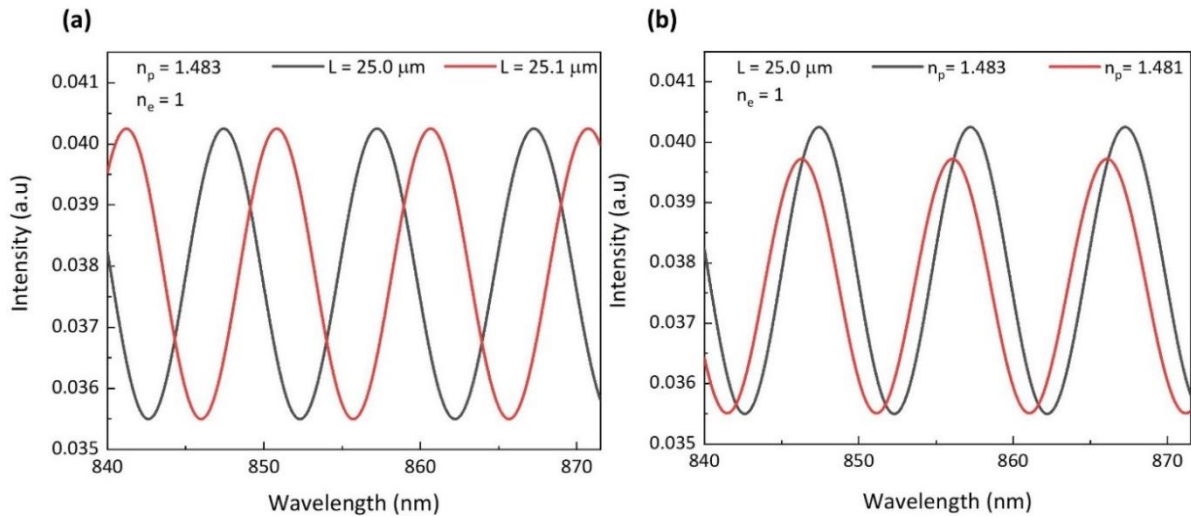 (a)
n_p = 1.483 L = 25.0 μm L = 25.1 μm
n_e = 1
0.041
0.040
0.039
0.038
0.037
0.036
0.035
Intensity (a.u)
840 850 860 870
Wavelength (nm)
(b)
L = 25.0 μm n_p = 1.483 n_p = 1.481
n_e = 1
0.041
0.040
0.039
0.038
0.037
0.036
0.035
Intensity (a.u)
840 850 860 870
Wavelength (nm)